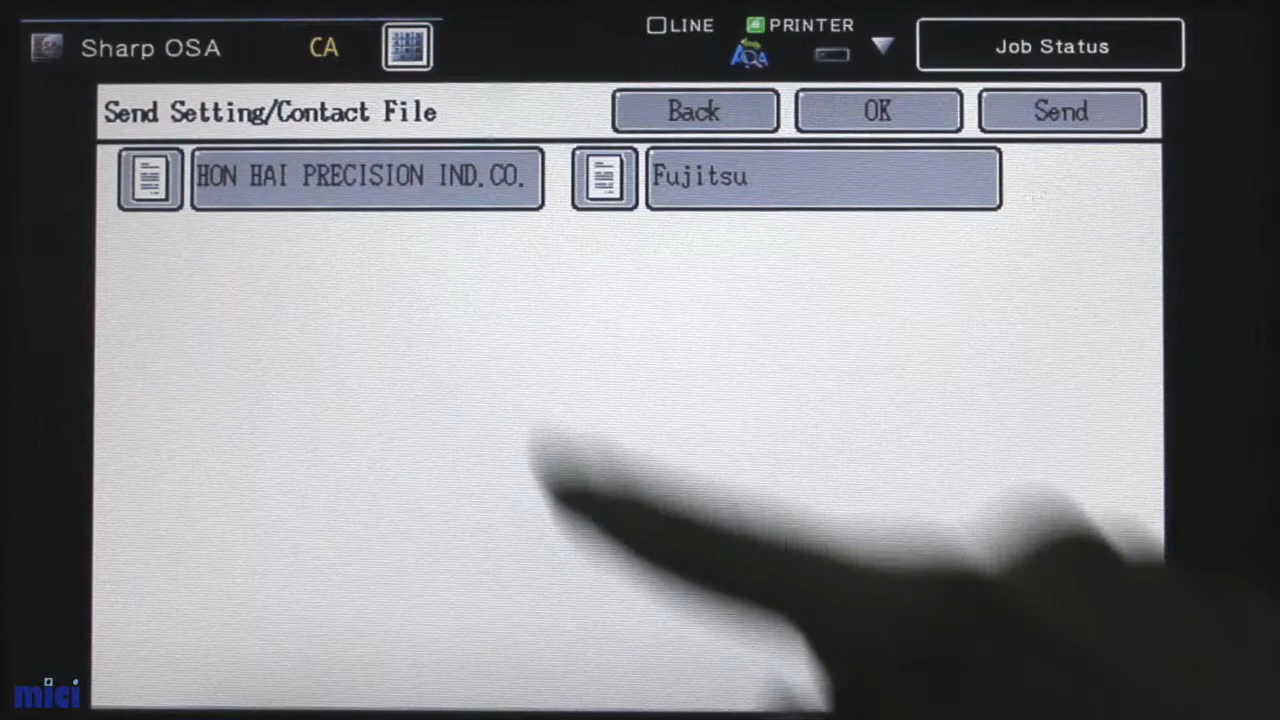 Sharp OSA
CA
LINE
PRINTER
Job Status
Send Setting/Contact File
Back
OK
Send
HON HAI PRECISION IND.CO.
Fujitsu
mici